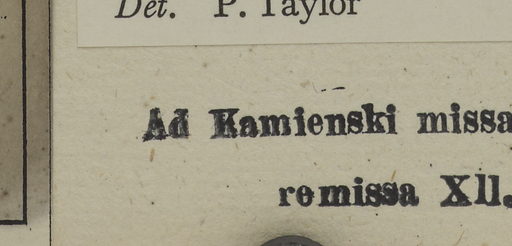 Det. P. Taylor
Ad Kamienski missa
remissa XII.